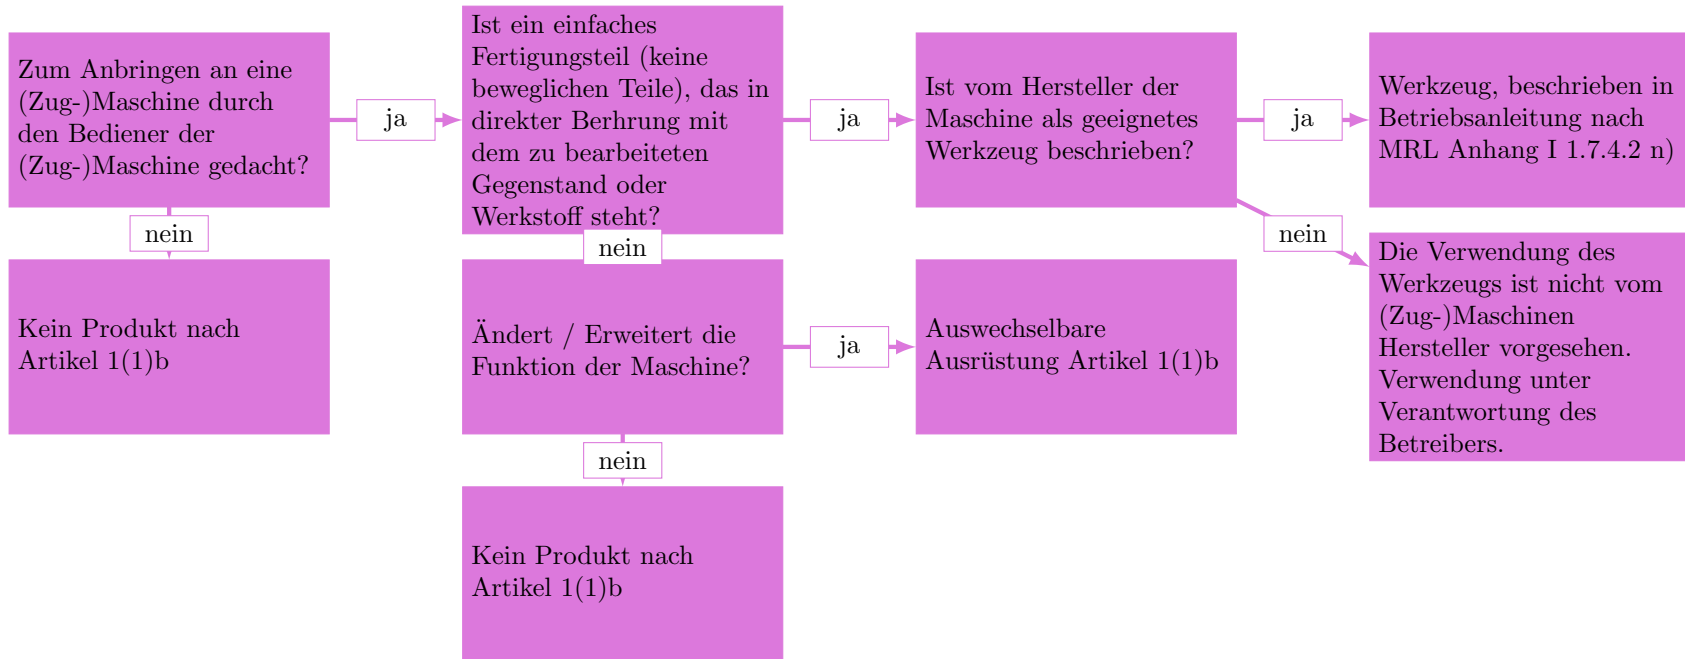 Zum Anbringen an eine
(Zug-)Maschine durch
den Bediener der
(Zug-)Maschine gedacht?
ja
Ist ein einfaches
Fertigungsteil (keine
beweglichen Teile), das in
direkter Berhrung mit
dem zu bearbeiteten
Gegenstand oder
Werkstoff steht?
ja
Ist vom Hersteller der
Maschine als geeignetes
Werkzeug beschrieben?
ja
Werkzeug, beschrieben in
Betriebsanleitung nach
MRL Anhang I 1.7.4.2 n)
nein
nein
nein
Kein Produkt nach
Artikel 1(1)b
Ändert / Erweitert die
Funktion der Maschine?
ja
Auswechselbare
Ausrüstung Artikel 1(1)b
Die Verwendung des
Werkzeugs ist nicht vom
(Zug-)Maschinen
Hersteller vorgesehen.
Verwendung unter
Verantwortung des
Betreibers.
nein
Kein Produkt nach
Artikel 1(1)b